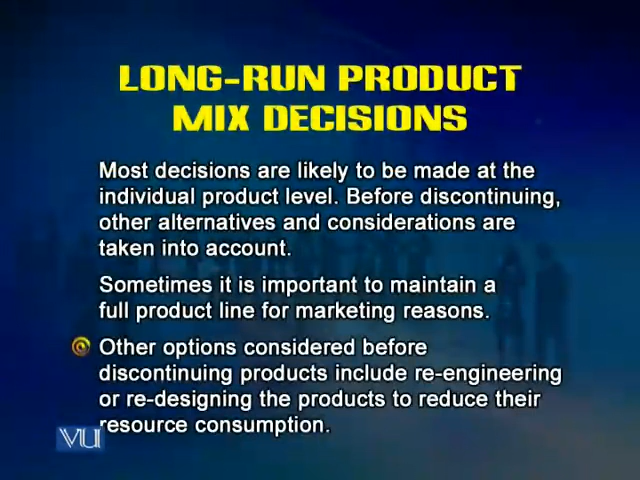 LONG-RUN PRODUCT
MIX DECISIONS
Most decisions are likely to be made at the
individual product level. Before discontinuing,
other alternatives and considerations are
taken into account.
Sometimes it is important to maintain a
full product line for marketing reasons.
Other options considered before
discontinuing products include re-engineering
or re-designing the products to reduce their
resource consumption.
VU